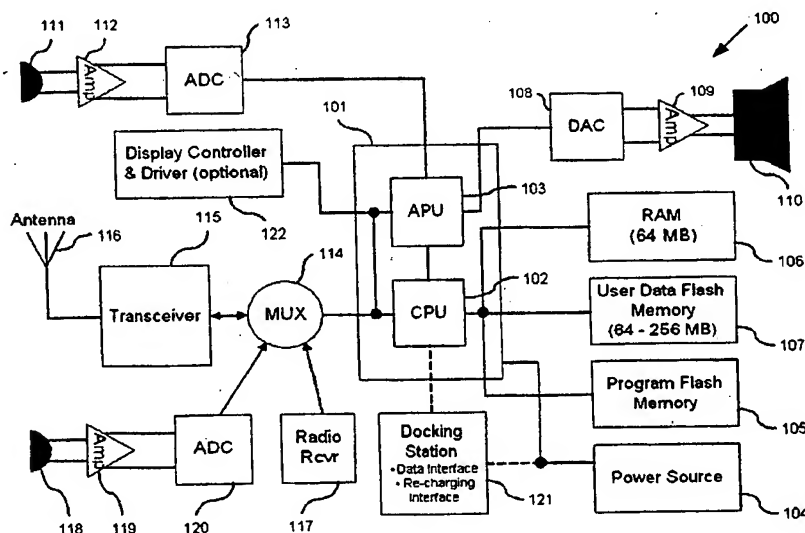 111
112
113
100
Amp
ADC
108
109
DAC
Amp
101
110
Display Controller
& Driver (optional)
122
103
APU
RAM
(64 MB)
106
Antenna
116
115
114
102
Transceiver
MUX
CPU
User Data Flash
Memory
(64 - 256 MB)
107
Program Flash
Memory
105
Amp
ADC
Radio
Rcvr
Docking
Station
•Data Interface
• Re-charging
Interface
121
Power Source
104
118
119
120
117